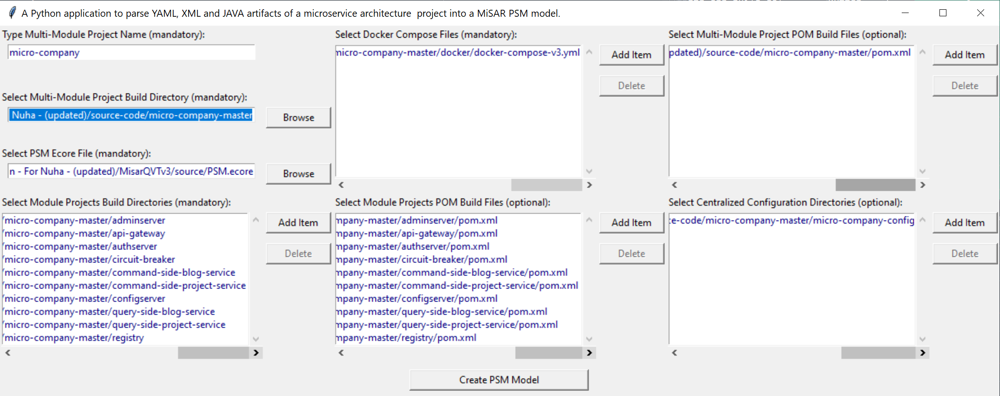 A Python application to parse YAML, XML and JAVA artifacts of a microservice architecture  project into a MiSAR PSM model.
Type Multi-Module Project Name (mandatory):
micro-company
Select Multi-Module Project Build Directory (mandatory):
Nuha - (updated)/source-code/micro-company-master
Browse
Select PSM Ecore File (mandatory):
n - For Nuha - (updated)/MisarQVTv3/source/PSM.ecore
Browse
Select Docker Compose Files (mandatory):
micro-company-master/docker/docker-compose-v3.yml
Add Item
Delete
Select Multi-Module Project POM Build Files (optional):
pdated)/source-code/micro-company-master/pom.xml
Add Item
Delete
Select Module Projects Build Directories (mandatory):
/micro-company-master/adminserver
/micro-company-master/api-gateway
/micro-company-master/authserver
/micro-company-master/circuit-breaker
/micro-company-master/command-side-blog-service
/micro-company-master/command-side-project-service
/micro-company-master/configserver
/micro-company-master/query-side-blog-service
/micro-company-master/query-side-project-service
/micro-company-master/registry
Add Item
Delete
Select Module Projects POM Build Files (optional):
mpany-master/adminserver/pom.xml
mpany-master/api-gateway/pom.xml
mpany-master/authserver/pom.xml
mpany-master/circuit-breaker/pom.xml
mpany-master/command-side-blog-service/pom.xml
mpany-master/command-side-project-service/pom.xml
mpany-master/configserver/pom.xml
mpany-master/query-side-blog-service/pom.xml
mpany-master/query-side-project-service/pom.xml
mpany-master/registry/pom.xml
Add Item
Delete
Select Centralized Configuration Directories (optional):
ce-code/micro-company-master/micro-company-config
Add Item
Delete
Create PSM Model